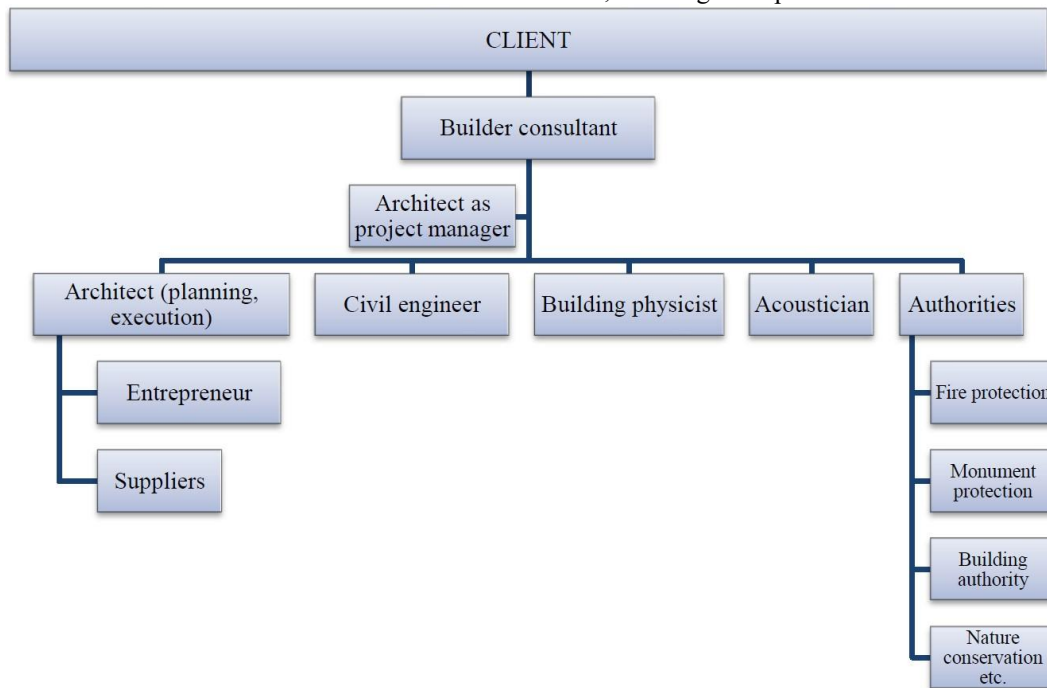 CLIENT
Builder consultant
Architect as
project manager
Architect (planning,
execution)
Civil engineer
Building physicist
Acoustician
Authorities
Entrepreneur
Suppliers
Fire protection
Monument
protection
Building
authority
Nature
conservation
etc.